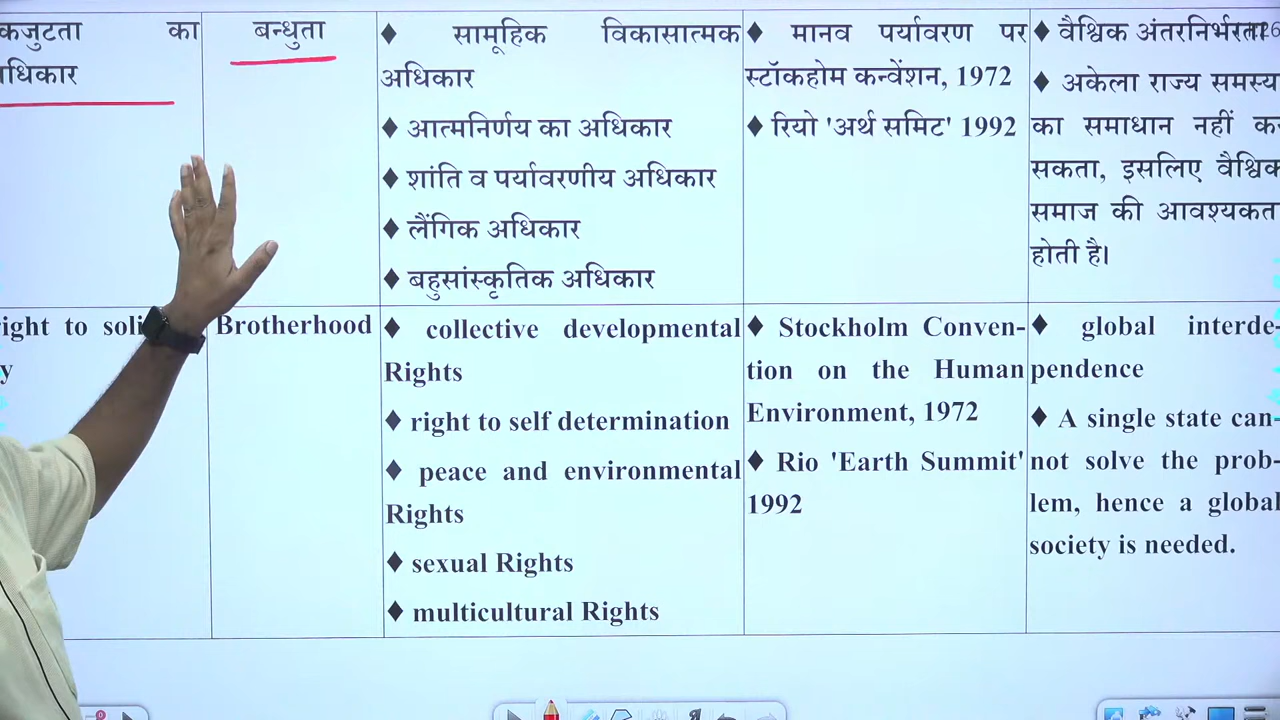 कजुटता का
धिकार
बन्धुता
♦ सामूहिक विकासात्मक
अधिकार
♦ आत्मनिर्णय का अधिकार
♦ शांति व पर्यावरणीय अधिकार
♦ लैंगिक अधिकार
♦ बहुसांस्कृतिक अधिकार
♦ मानव पर्यावरण पर
स्टॉकहोम कन्वेंशन, 1972
♦ रियो 'अर्थ समिट' 1992
♦ वैश्विक अंतरनिर्भरता
♦ अकेला राज्य समस्य
का समाधान नहीं कर
सकता, इसलिए वैश्विक
समाज की आवश्यकता
होती है।
ight to soli
y
Brotherhood
♦ collective developmental
Rights
♦ right to self determination
♦ peace and environmental
Rights
♦ sexual Rights
♦ multicultural Rights
♦ Stockholm Conven-
tion on the Human
Environment, 1972
♦ Rio 'Earth Summit'
1992
♦ global interde-
pendence
♦ A single state can-
not solve the prob-
lem, hence a global
society is needed.